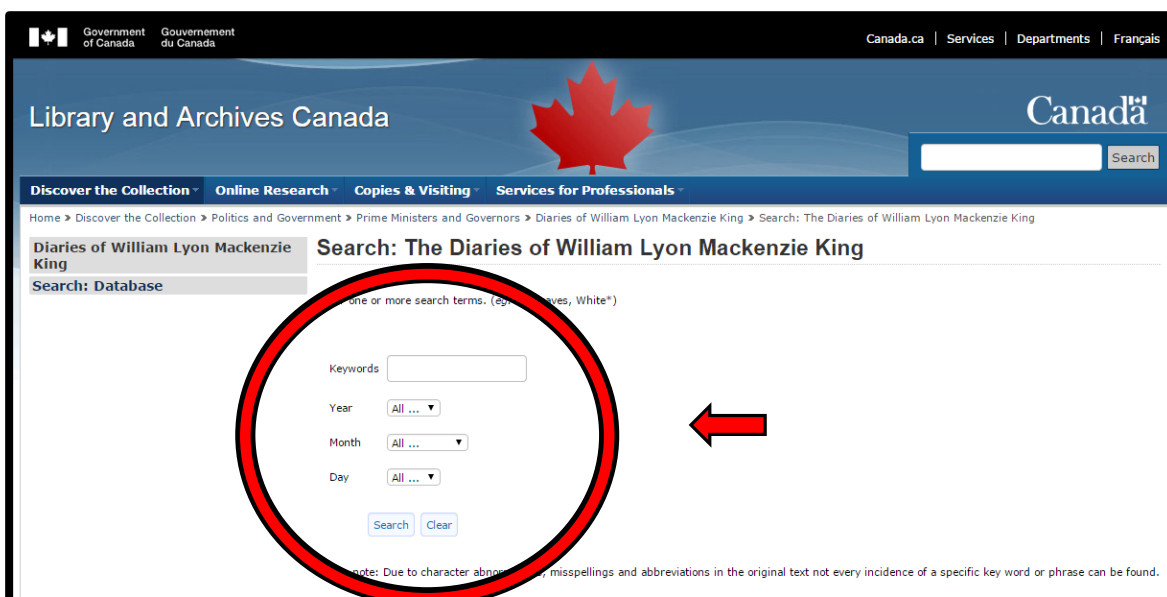 Government of Canada Gouvernement du Canada
Canada.ca | Services | Departments | Français
Library and Archives Canada
Canada
Search
Discover the Collection Online Research Copies & Visiting Services for Professionals
Home > Discover the Collection > Politics and Government > Prime Ministers and Governors > Diaries of William Lyon Mackenzie King > Search: The Diaries of William Lyon Mackenzie King
Diaries of William Lyon Mackenzie King
Search: Database
Search: The Diaries of William Lyon Mackenzie King
one or more search terms. ( White*)
Keywords
Year All ...
Month All ...
Day All ...
Search Clear
note: Due to character misspellings and abbreviations in the original text not every incidence of a specific key word or phrase can be found.